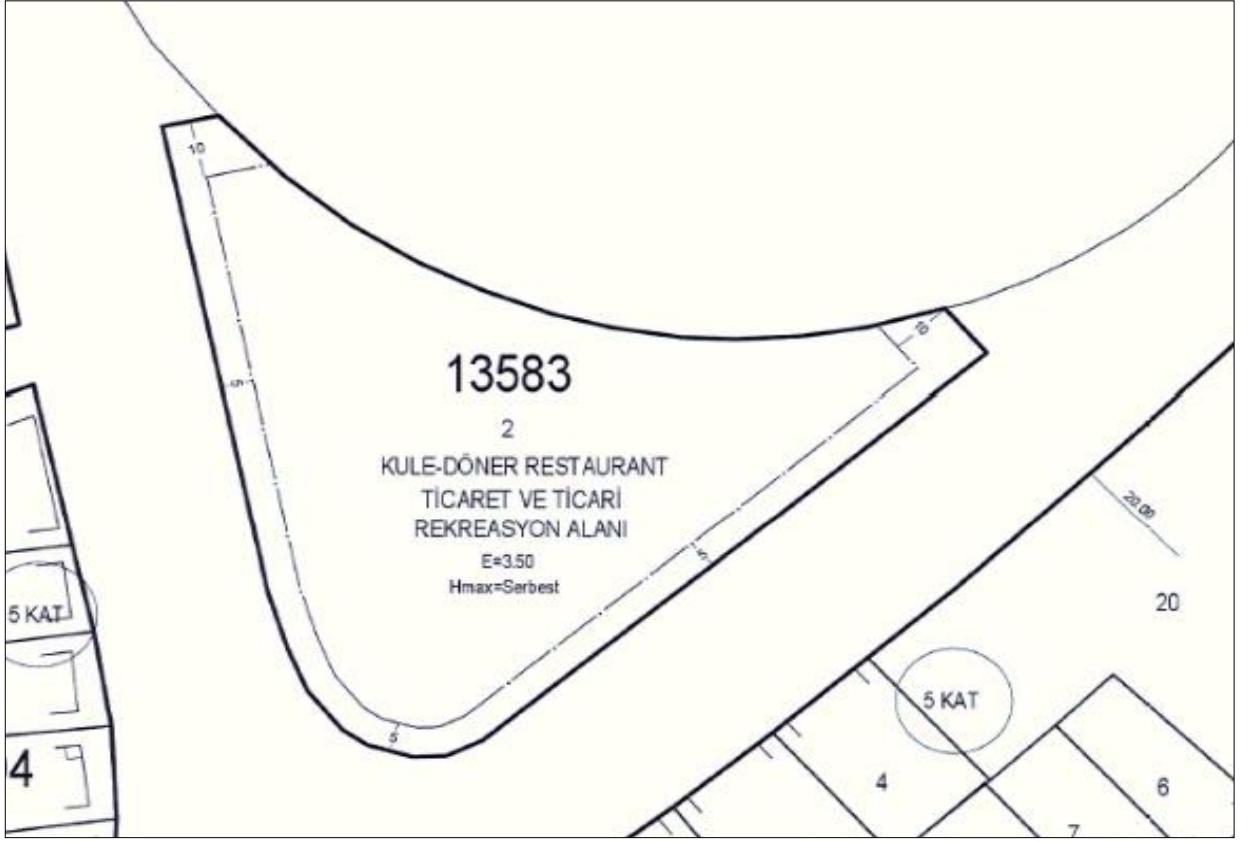 10
10
13583
5
2
KULE-DÖNER RESTAURANT
TİCARET VE TİCARİ
REKREASYON ALANI
E=3.50
Hmax=Serbest
20.00
5
5 KAT
20
5 KAT
5
4
4
6
7